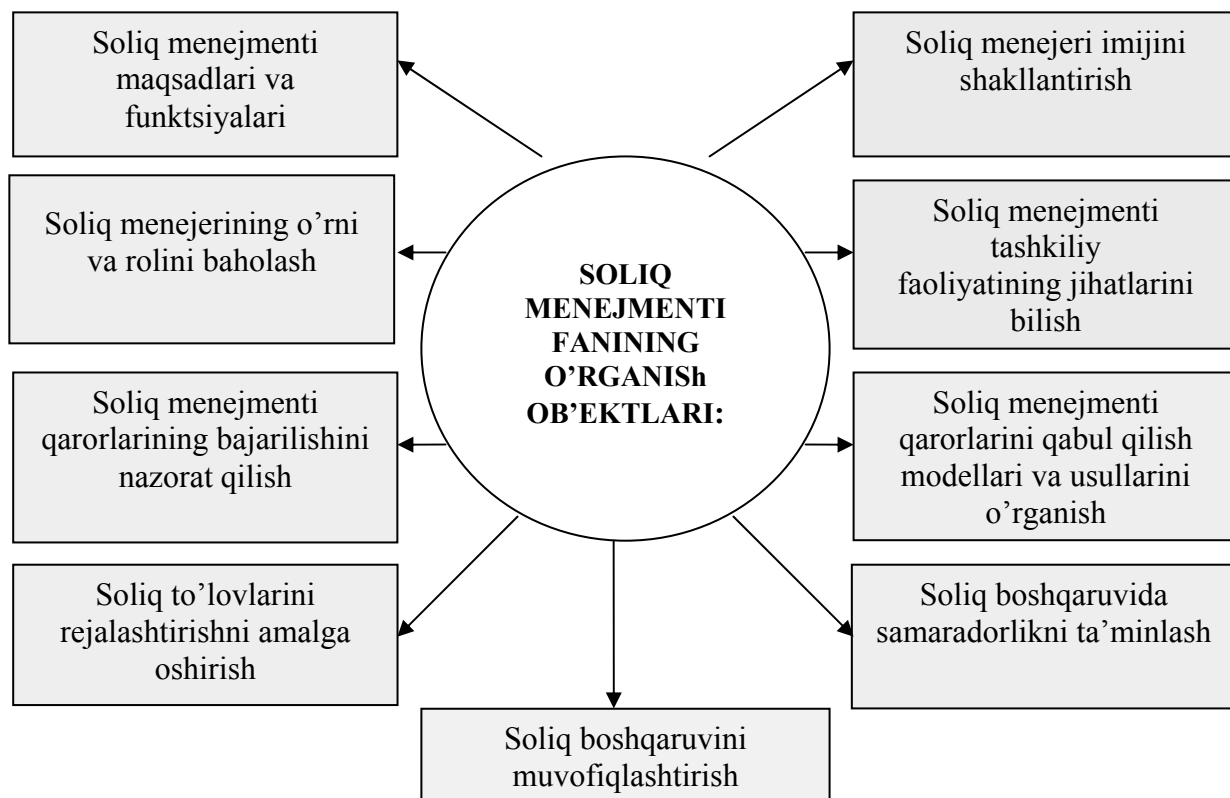 Soliq menejmenti
maqsadlari va
funktsiyalari
Soliq menejeri imijini
shakllantirish
Soliq menejerining o’rni
va rolini baholash
Soliq menejmenti
tashkiliy
faoliyatining jihatlarini
bilish
SOLIQ
MENEJMENTI
FANINING
O’RGANISh
OB’EKTLARI:
Soliq menejmenti
qarorlarining bajarilishini
nazorat qilish
Soliq menejmenti
qarorlarini qabul qilish
modellari va usullarini
o’rganish
Soliq to’lovlarini
rejalashtirishni amalga
oshirish
Soliq boshqaruvida
samaradorlikni ta’minlash
Soliq boshqaruvini
muvofiqlashtirish